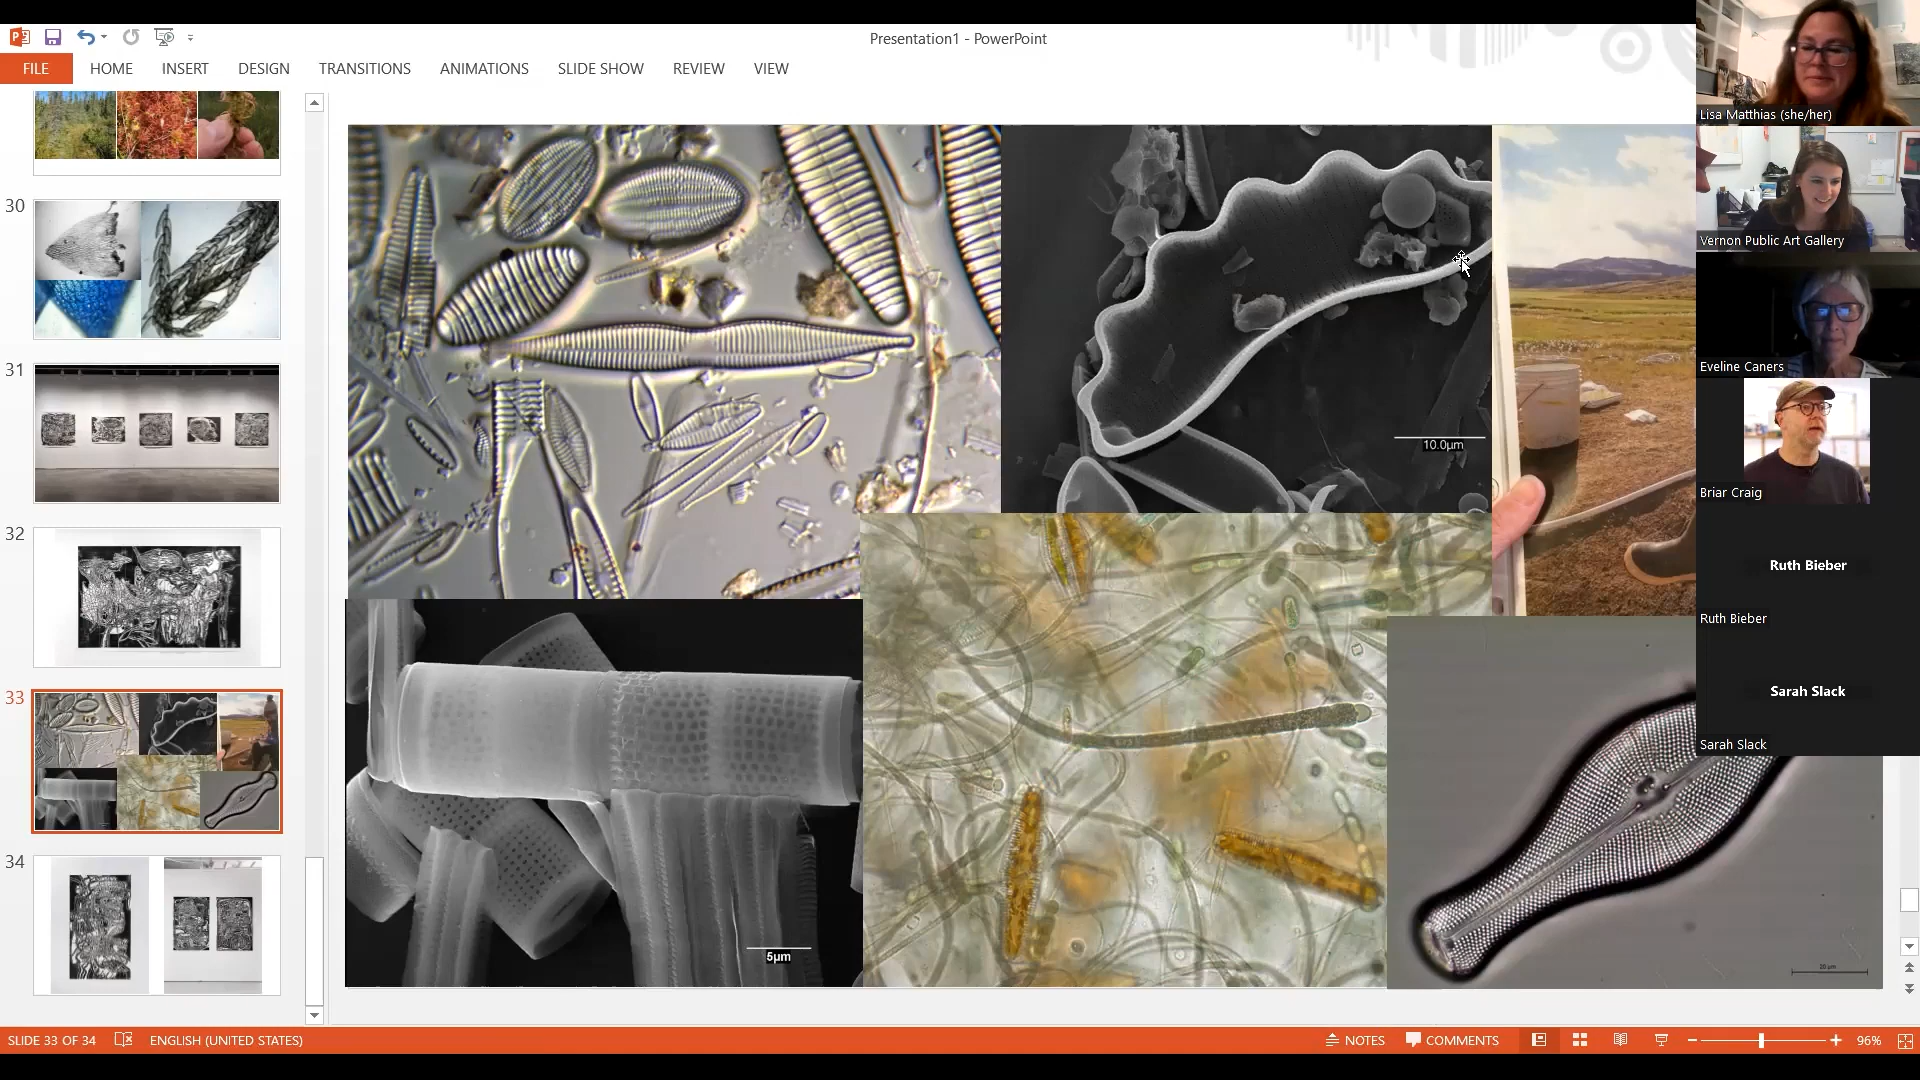 Presentation1 - PowerPoint
FILE HOME INSERT DESIGN TRANSITIONS ANIMATIONS SLIDE SHOW REVIEW VIEW
30
31
32
33
34
10.0µm
5µm
20 µm
Lisa Matthias (she/her)
Vernon Public Art Gallery
Eveline Caners
Briar Craig
Ruth Bieber
Ruth Bieber
Sarah Slack
Sarah Slack
SLIDE 33 OF 34 ENGLISH (UNITED STATES) NOTES COMMENTS 96%